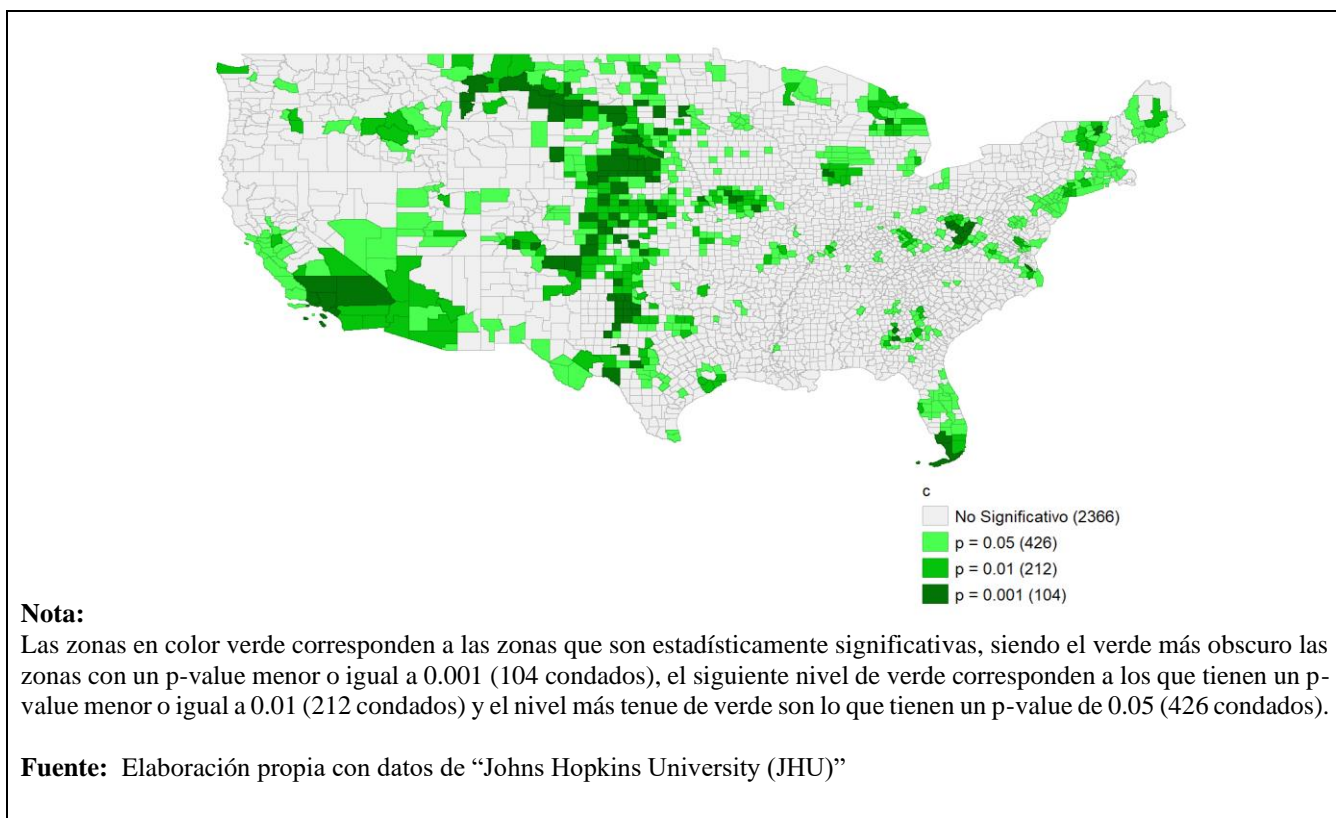 c
No Significativo (2366)
p = 0.05 (426)
p = 0.01 (212)
p = 0.001 (104)
Nota:
Las zonas en color verde corresponden a las zonas que son estadísticamente significativas, siendo el verde más obscuro las
zonas con un p-value menor o igual a 0.001 (104 condados), el siguiente nivel de verde corresponden a los que tienen un p-
value menor o igual a 0.01 (212 condados) y el nivel más tenue de verde son lo que tienen un p-value de 0.05 (426 condados).
Fuente: Elaboración propia con datos de “Johns Hopkins University (JHU)”